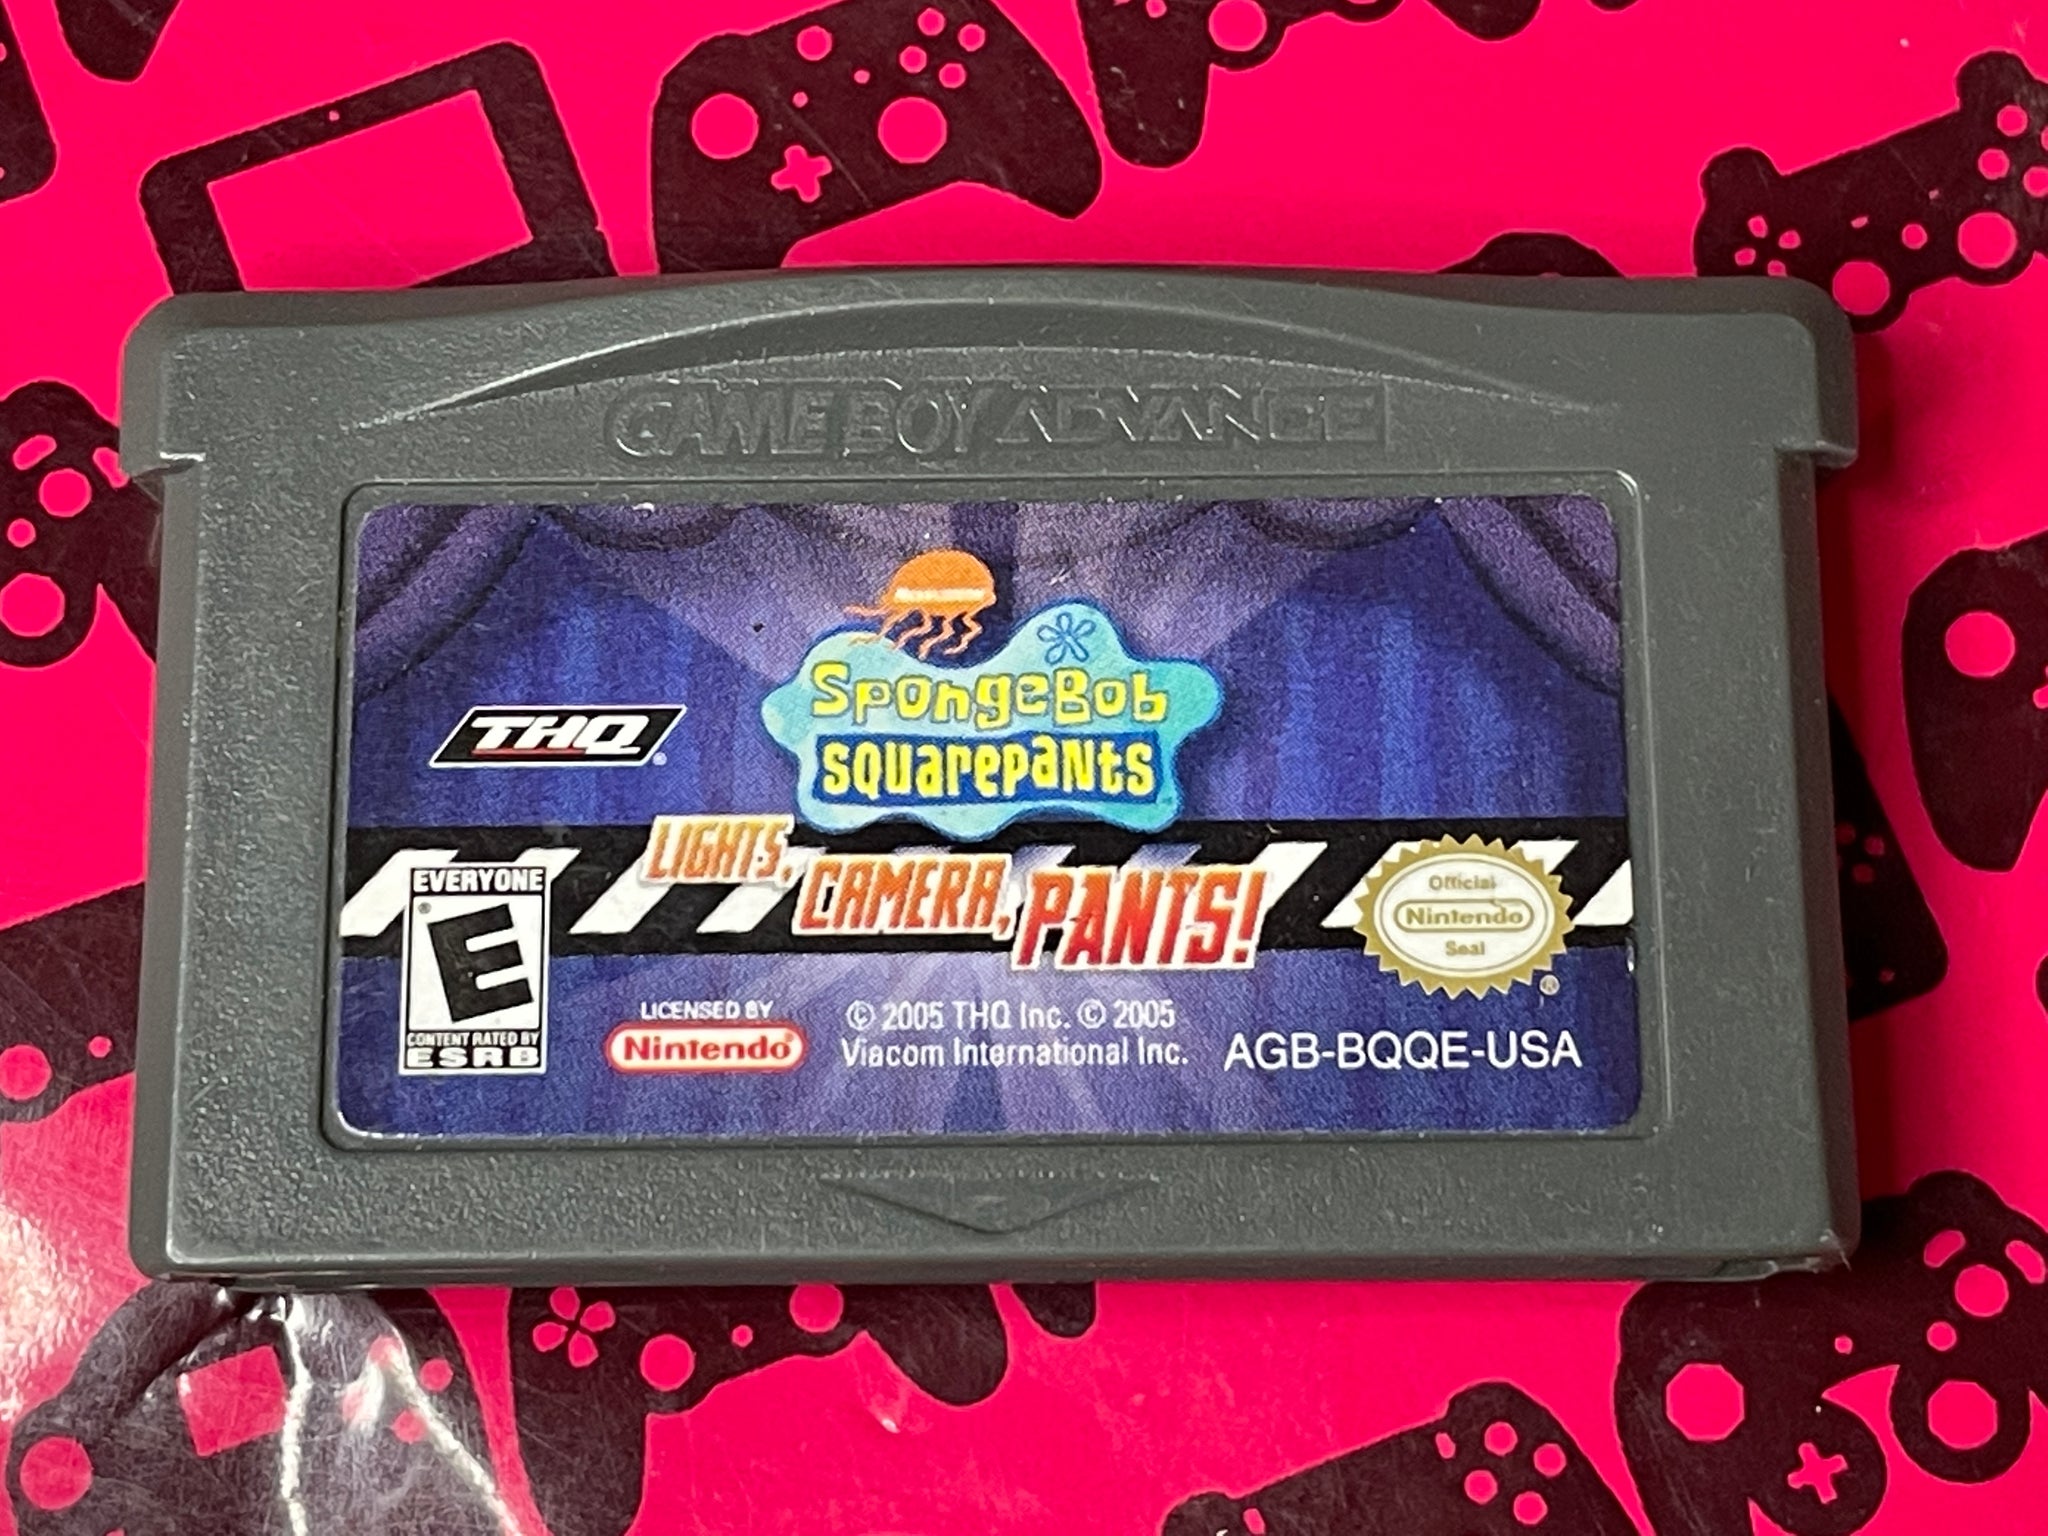 GAME BOY ADVANCE
SpongeBob
SQUAREPANTS
THQ®
LIGHTS, CAMERA, PANTS!
EVERYONE
E
CONTENT RATED BY
ESRB
Official
Nintendo
Seal
LICENSED BY
Nintendo®
© 2005 THQ Inc. © 2005
Viacom International Inc.
AGB-BQQE-USA